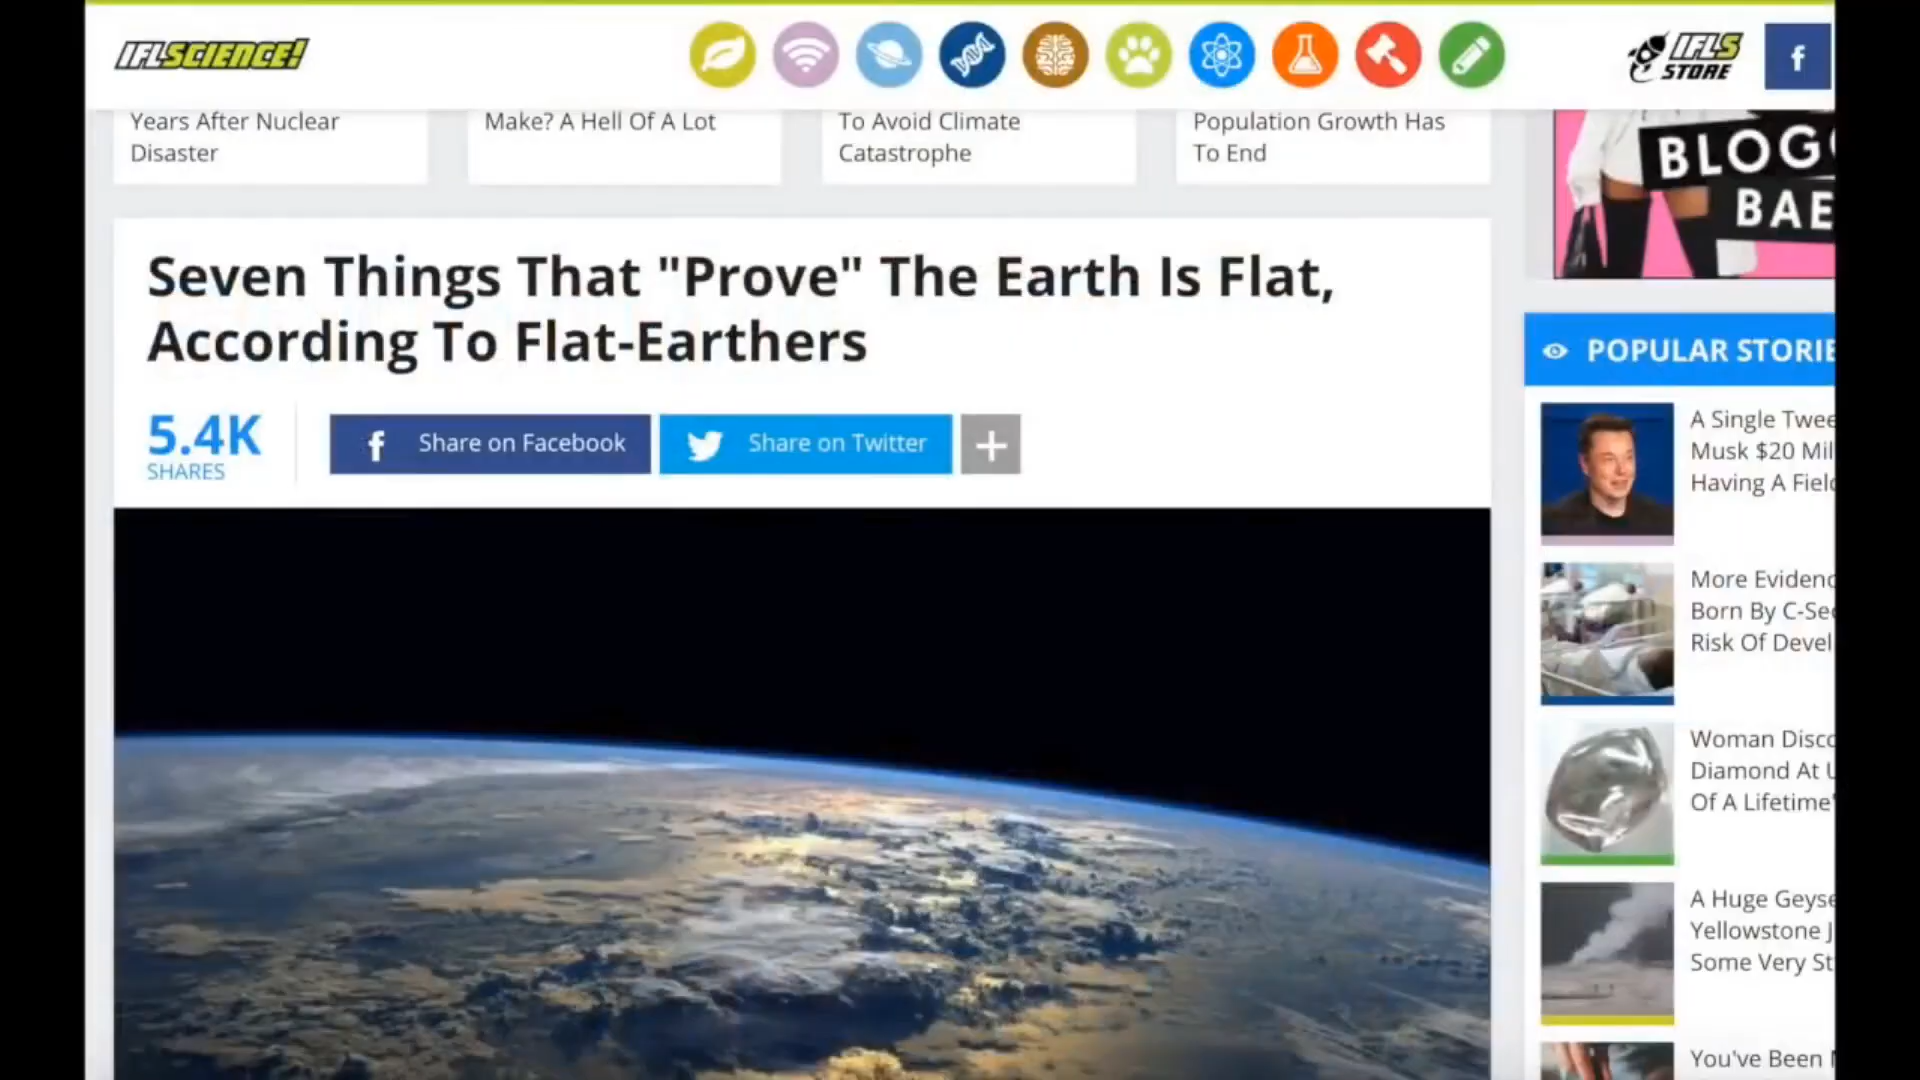 IFLSCIENCE!
IFLS
STORE
f
Years After Nuclear
Disaster
Make? A Hell Of A Lot
To Avoid Climate
Catastrophe
Population Growth Has
To End
BLOG
BAE
Seven Things That "Prove" The Earth Is Flat,
According To Flat-Earthers
5.4K
SHARES
f Share on Facebook
Share on Twitter
+
POPULAR STORIE
A Single Twee
Musk $20 Mil
Having A Fiel
More Evidenc
Born By C-Sec
Risk Of Devel
Woman Disco
Diamond At U
Of A Lifetime'
A Huge Geyse
Yellowstone J
Some Very St
You've Been